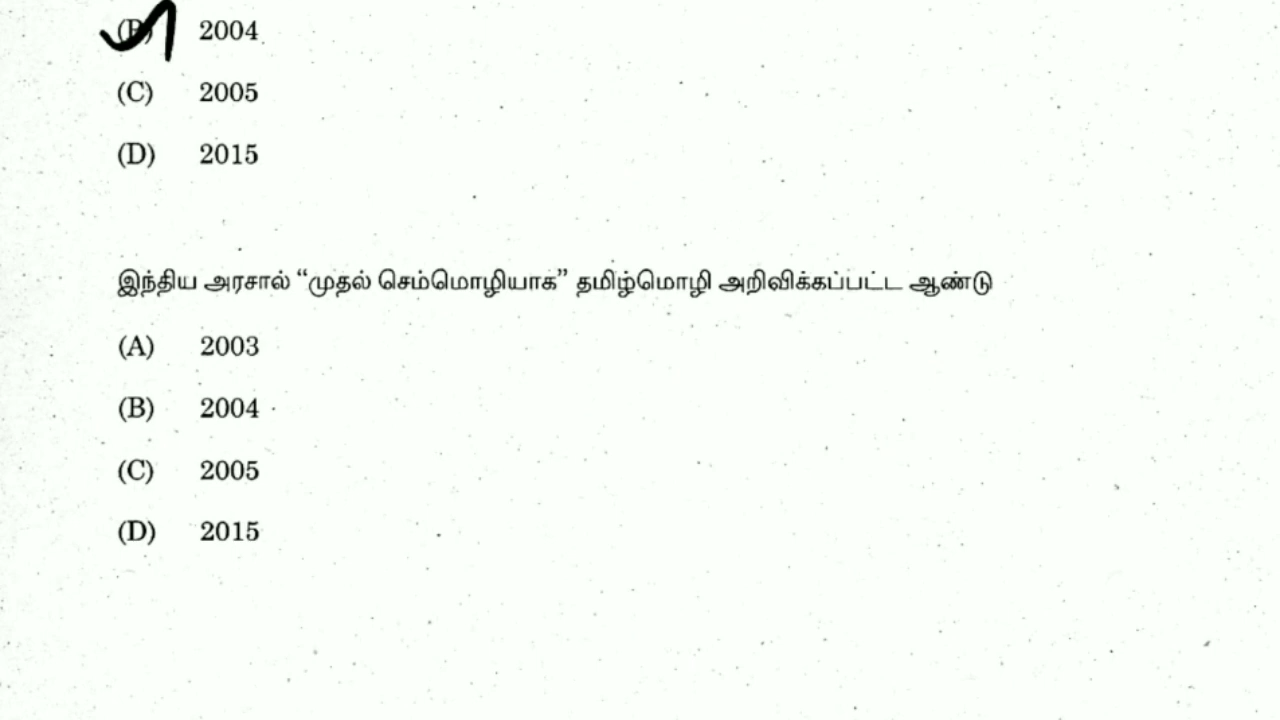 (B) 2004
(C) 2005
(D) 2015
இந்திய அரசால் “முதல் செம்மொழியாக” தமிழ்மொழி அறிவிக்கப்பட்ட ஆண்டு
(A) 2003
(B) 2004
(C) 2005
(D) 2015